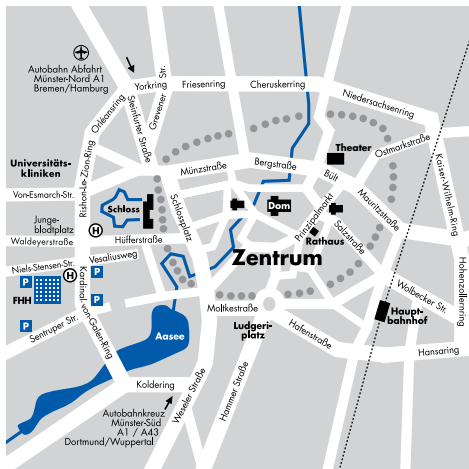 Autobahn Abfahrt
Münster-Nord A1
Bremen/Hamburg
Yorkring
Friesenring
Cheruskerring
Niedersachsenring
Orléansring
Steinfurter Straße
Grevener Str.
Theater
Ostmarkstraße
Kaiser-Wilhelm-Ring
Universitäts-
kliniken
Rishon-Le-Zion-Ring
Münzstraße
Bergstraße
Bült
Von-Esmarch-Str.
Schloss
Schlossplatz
Dom
Prinzipalmarkt
Mauritzstraße
Junge-
blodtplatz
H
Waldeyerstraße
Hüfferstraße
Rathaus
Salzstraße
Vesaliusweg
Zentrum
Niels-Stensen-Str.
H
P
P
FHH
P
P
Kardinal-von-Galen-Ring
Hohenzollernring
Wolbecker Str.
Sentruper Str.
Moltkestraße
Haupt-
bahnhof
Aasee
Ludgeri-
platz
Hafenstraße
Hansaring
Koldering
Weseler Straße
Hammer Straße
Autobahnkreuz
Münster-Süd
A1 / A43
Dortmund/Wuppertal